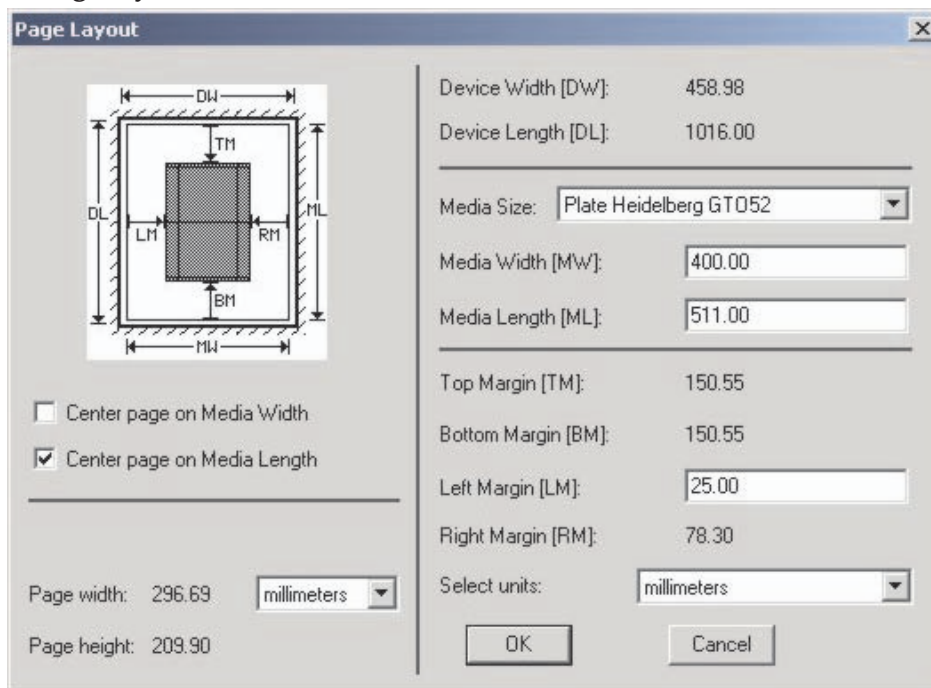 Page Layout
DW
TM
DL
ML
LM
RM
BM
MW
Center page on Media Width
Center page on Media Length
Page width: 296.69 millimeters
Page height: 209.90
Device Width [DW]: 458.98
Device Length [DL]: 1016.00
Media Size: Plate Heidelberg GTO52
Media Width [MW]: 400.00
Media Length [ML]: 511.00
Top Margin [TM]: 150.55
Bottom Margin [BM]: 150.55
Left Margin [LM]: 25.00
Right Margin [RM]: 78.30
Select units: millimeters
OK Cancel